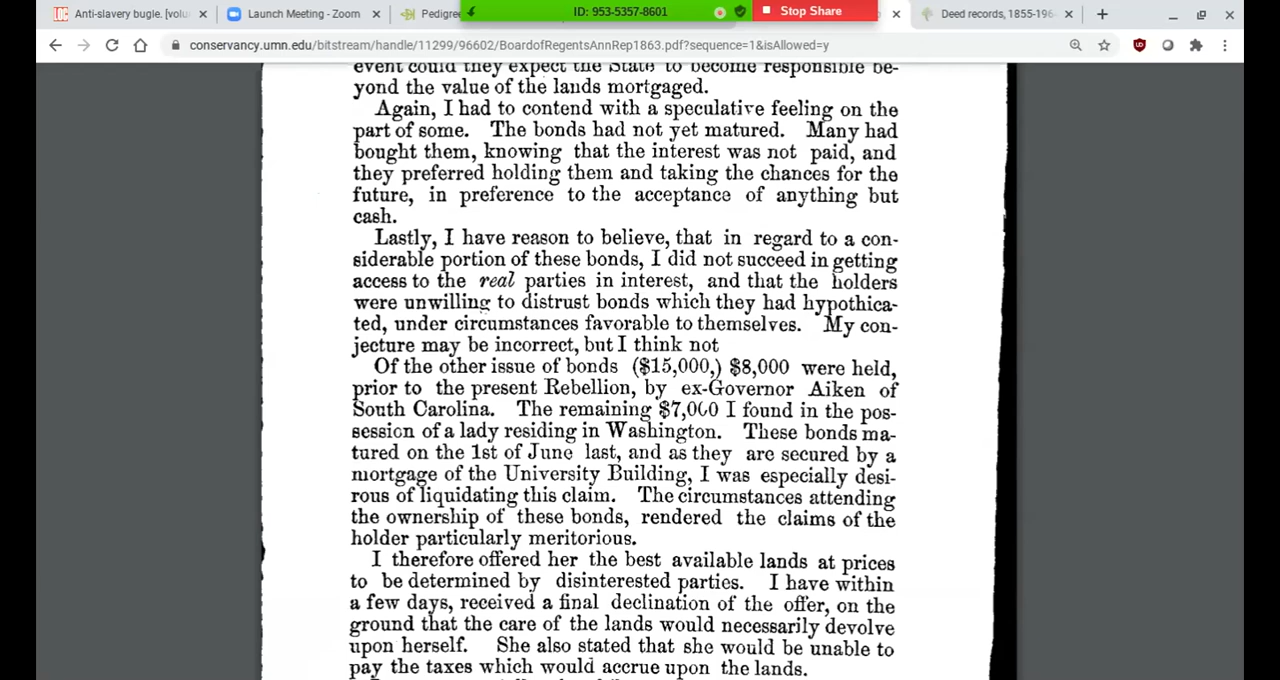 Anti-slavery bugle. [volu
Launch Meeting - Zoom
Pedigree
ID: 953-5357-8601
Stop Share
Deed records, 1855-196
conservancy.umn.edu/bitstream/handle/11299/96602/BoardofRegentsAnnRep1863.pdf?sequence=1&isAllowed=y
event could they expect the State to become responsible be-
yond the value of the lands mortgaged.
Again, I had to contend with a speculative feeling on the
part of some. The bonds had not yet matured. Many had
bought them, knowing that the interest was not paid, and
they preferred holding them and taking the chances for the
future, in preference to the acceptance of anything but
cash.
Lastly, I have reason to believe, that in regard to a con-
siderable portion of these bonds, I did not succeed in getting
access to the real parties in interest, and that the holders
were unwilling to distrust bonds which they had hypothica-
ted, under circumstances favorable to themselves. My con-
jecture may be incorrect, but I think not
Of the other issue of bonds ($15,000,) $8,000 were held,
prior to the present Rebellion, by ex-Governor Aiken of
South Carolina. The remaining $7,000 I found in the pos-
session of a lady residing in Washington. These bonds ma-
tured on the 1st of June last, and as they are secured by a
mortgage of the University Building, I was especially desi-
rous of liquidating this claim. The circumstances attending
the ownership of these bonds, rendered the claims of the
holder particularly meritorious.
I therefore offered her the best available lands at prices
to be determined by disinterested parties. I have within
a few days, received a final declination of the offer, on the
ground that the care of the lands would necessarily devolve
upon herself. She also stated that she would be unable to
pay the taxes which would accrue upon the lands.